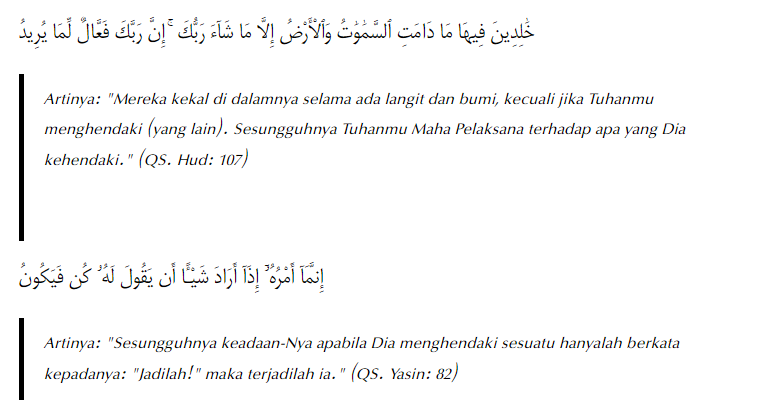 خَٰلِدِينَ فِيهَا مَا دَامَتِ ٱلسَّمَٰوَٰتُ وَٱلْأَرْضُ إِلَّا مَا شَآءَ رَبُّكَ ۚ إِنَّ رَبَّكَ فَعَّالٌ لِّمَا يُرِيدُ
Artinya: "Mereka kekal di dalamnya selama ada langit dan bumi, kecuali jika Tuhanmu
menghendaki (yang lain). Sesungguhnya Tuhanmu Maha Pelaksana terhadap apa yang Dia
kehendaki." (QS. Hud: 107)
إِنَّمَآ أَمْرُهُۥٓ إِذَآ أَرَادَ شَيْـًٔا أَن يَقُولَ لَهُۥ كُن فَيَكُونُ
Artinya: "Sesungguhnya keadaan-Nya apabila Dia menghendaki sesuatu hanyalah berkata
kepadanya: "Jadilah!" maka terjadilah ia." (QS. Yasin: 82)